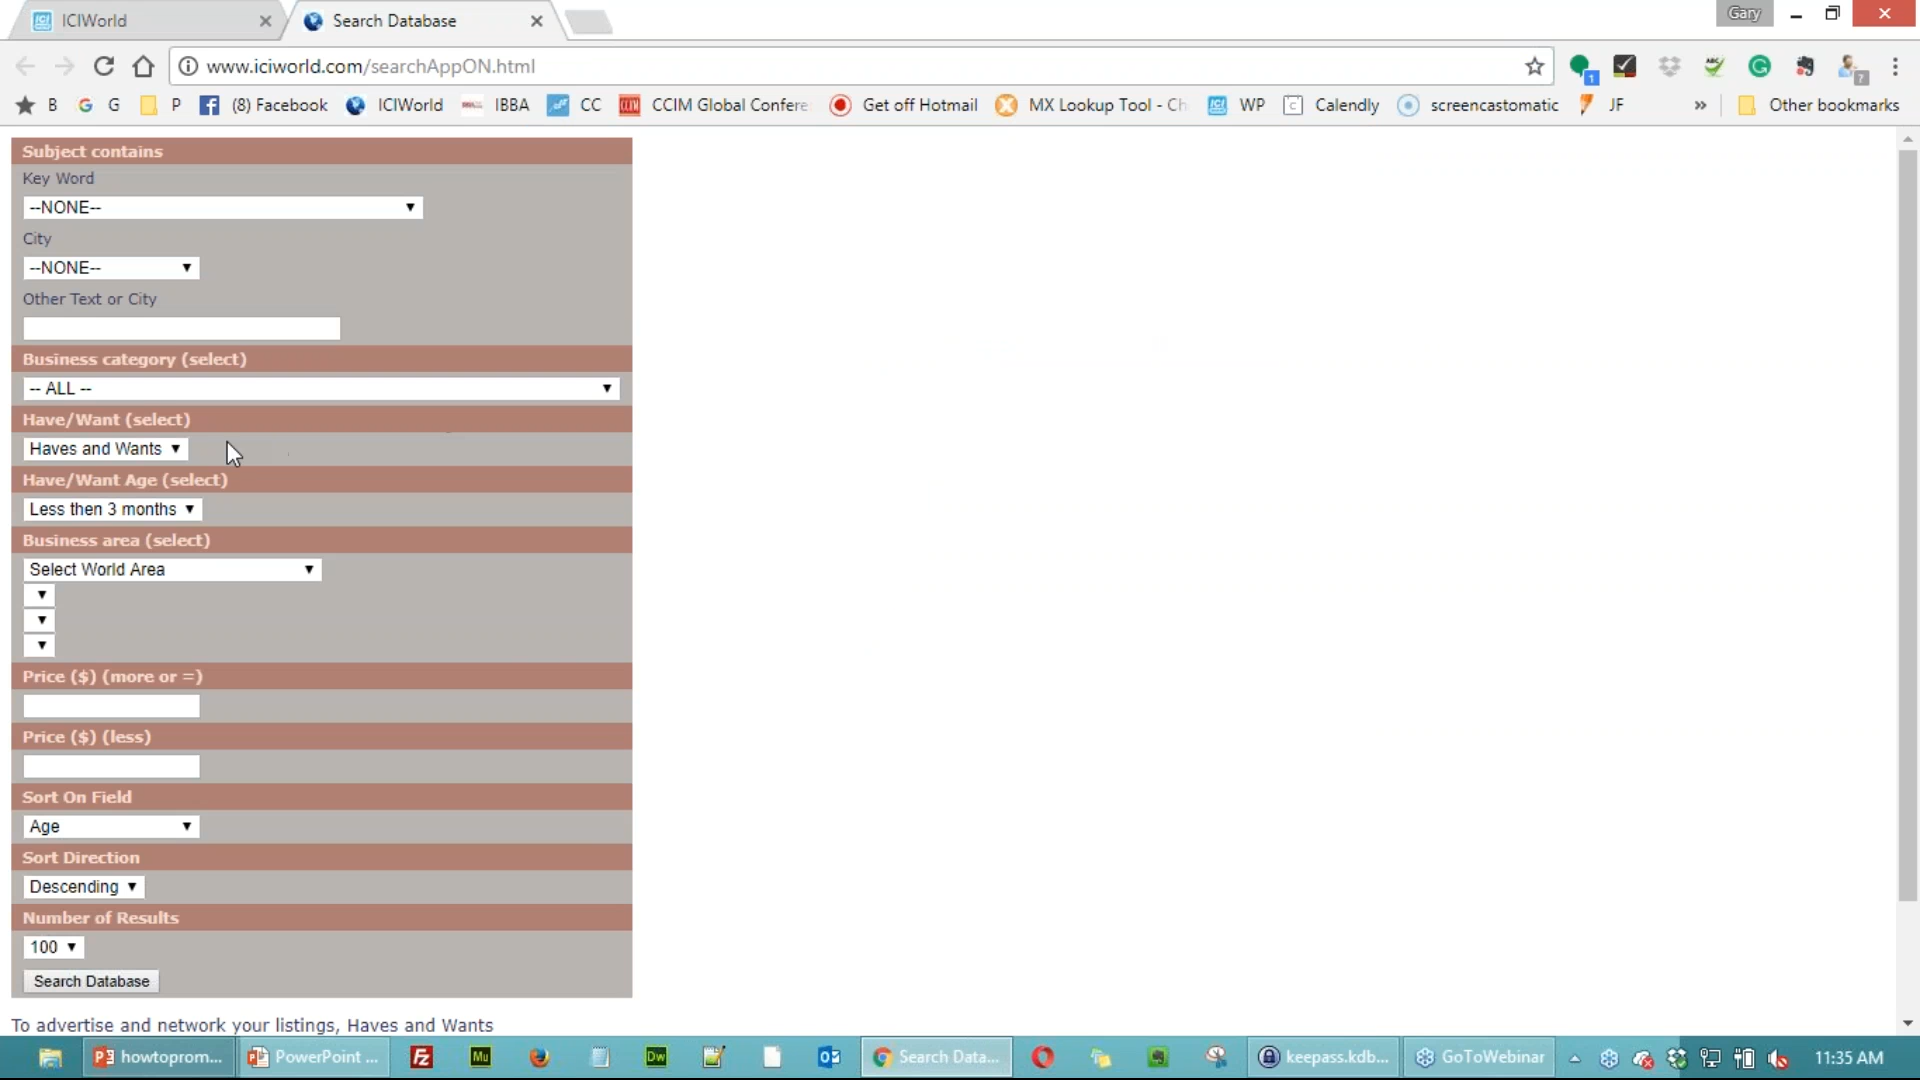 ICIWorld
Search Database
Gary
www.iciworld.com/searchAppON.html
1
7
B
G
P
(8) Facebook
ICIWorld
IBBA
CC
CCIM Global Confere
Get off Hotmail
MX Lookup Tool - Ch
WP
Calendly
screencastomatic
JF
»
Other bookmarks
Subject contains
Key Word
--NONE--
City
--NONE--
Other Text or City
Business category (select)
-- ALL --
Have/Want (select)
Haves and Wants
Have/Want Age (select)
Less then 3 months
Business area (select)
Select World Area
Price ($) (more or =)
Price ($) (less)
Sort On Field
Age
Sort Direction
Descending
Number of Results
100
Search Database
To advertise and network your listings, Haves and Wants
howtoprom...
PowerPoint ...
Fz
Mu
Dw
Search Data...
keepass.kdb...
GoToWebinar
11:35 AM